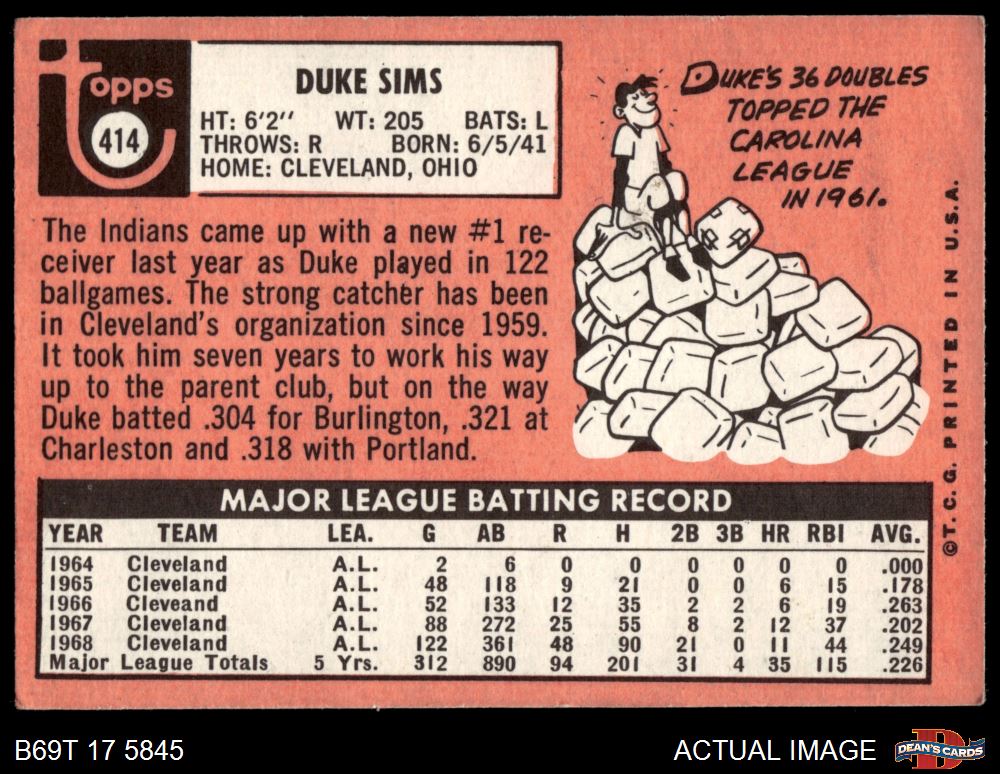 Topps
414
DUKE SIMS
HT: 6'2'' WT: 205 BATS: L
THROWS: R BORN: 6/5/41
HOME: CLEVELAND, OHIO
DUKE'S 36 DOUBLES
TOPPED THE
CAROLINA
LEAGUE
IN 1961.
The Indians came up with a new #1 re-
ceiver last year as Duke played in 122
ballgames. The strong catcher has been
in Cleveland's organization since 1959.
It took him seven years to work his way
up to the parent club, but on the way
Duke batted .304 for Burlington, .321 at
Charleston and .318 with Portland.
MAJOR LEAGUE BATTING RECORD
YEAR TEAM LEA. G AB R H 2B 3B HR RBI AVG.
1964 Cleveland A.L. 2 6 0 0 0 0 0 0 .000
1965 Cleveland A.L. 48 118 9 21 0 0 6 15 .178
1966 Cleveand A.L. 52 133 12 35 2 2 6 19 .263
1967 Cleveland A.L. 88 272 25 55 8 2 12 37 .202
1968 Cleveland A.L. 122 361 48 90 21 0 11 44 .249
Major League Totals 5 Yrs. 312 890 94 201 31 4 35 115 .226
©T.C.G. PRINTED IN U.S.A.
B69T 17 5845
ACTUAL IMAGE
D
DEAN'S CARDS